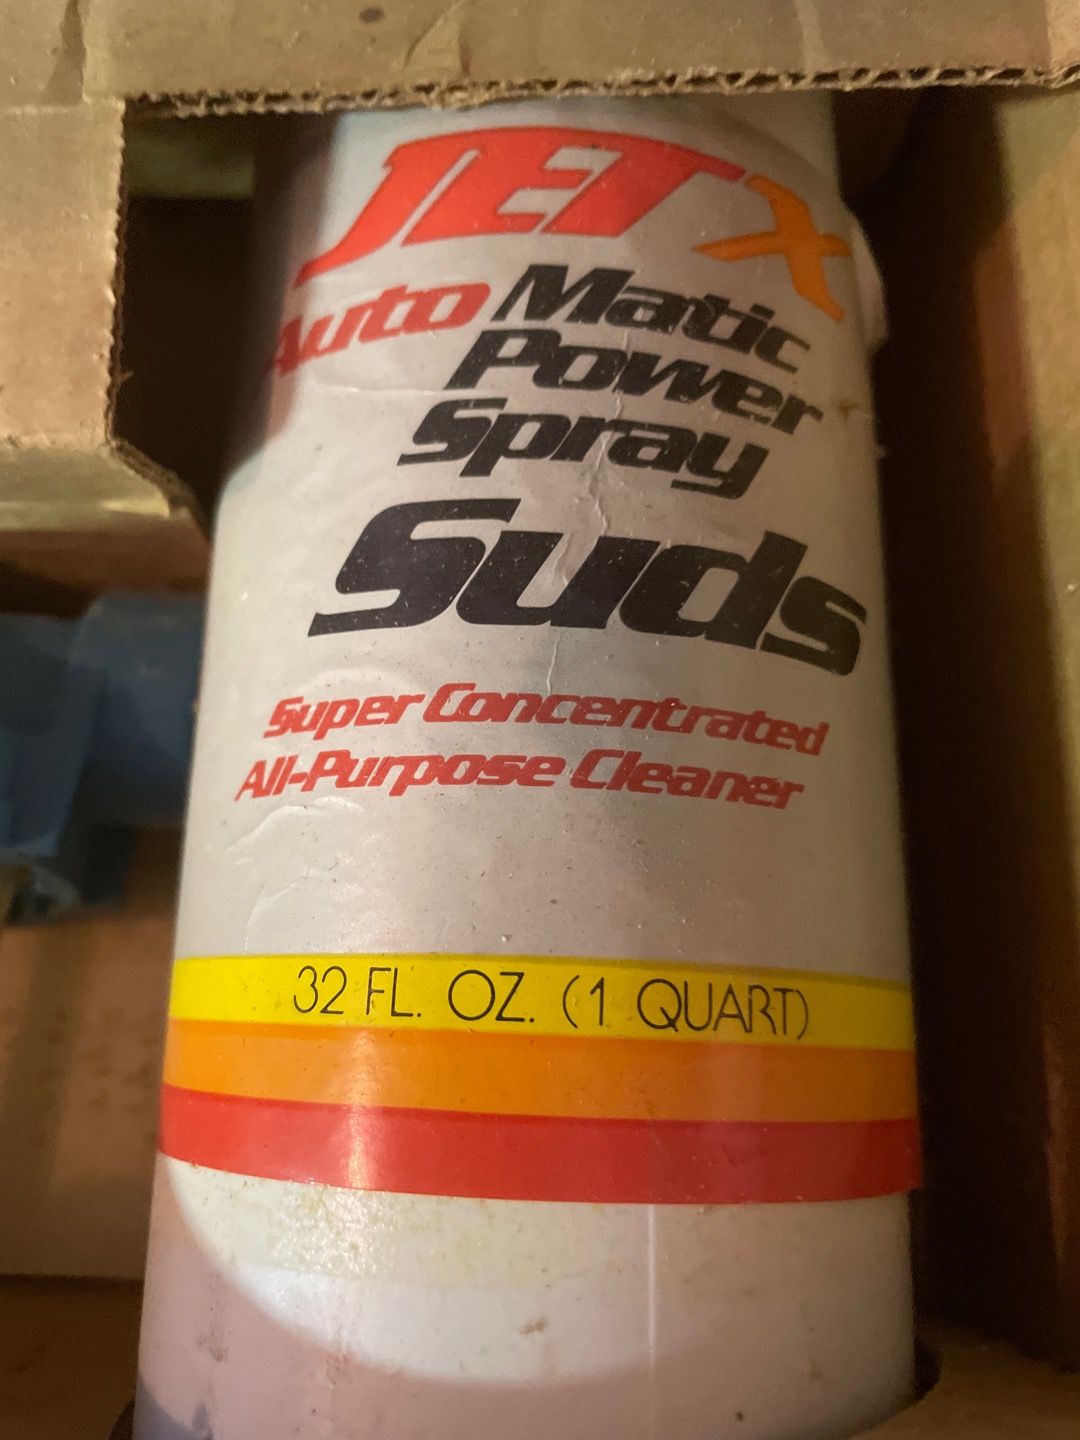 JET X
Auto Matic
Power
Spray
Suds
Super Concentrated
All-Purpose Cleaner
32 FL. OZ. (1 QUART)